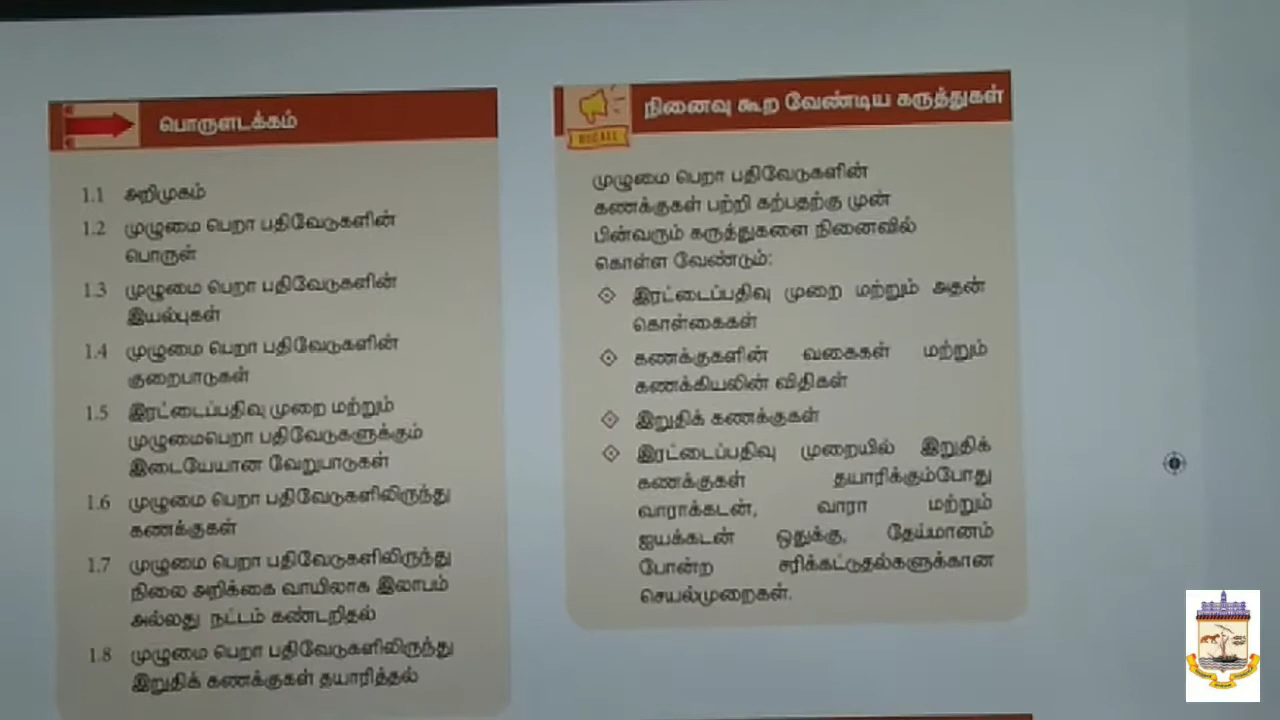 பொருளடக்கம்
1.1 அறிமுகம்
1.2 முழுமை பெறா பதிவேடுகளின்
பொருள்
1.3 முழுமை பெறா பதிவேடுகளின்
இயல்புகள்
1.4 முழுமை பெறா பதிவேடுகளின்
குறைபாடுகள்
1.5 இரட்டைப்பதிவு முறை மற்றும்
முழுமைபெறா பதிவேடுகளுக்கும்
இடையேயான வேறுபாடுகள்
1.6 முழுமை பெறா பதிவேடுகளிலிருந்து
கணக்குகள்
1.7 முழுமை பெறா பதிவேடுகளிலிருந்து
நிலை அறிக்கை வாயிலாக இலாபம்
அல்லது நட்டம் கண்டறிதல்
1.8 முழுமை பெறா பதிவேடுகளிலிருந்து
இறுதிக் கணக்குகள் தயாரித்தல்
RECALL
நினைவு கூற வேண்டிய கருத்துகள்
முழுமை பெறா பதிவேடுகளின்
கணக்குகள் பற்றி கற்பதற்கு முன்
பின்வரும் கருத்துகளை நினைவில்
கொள்ள வேண்டும்:
இரட்டைப்பதிவு முறை மற்றும் அதன்
கொள்கைகள்
கணக்குகளின் வகைகள் மற்றும்
கணக்கியலின் விதிகள்
இறுதிக் கணக்குகள்
இரட்டைப்பதிவு முறையில் இறுதிக்
கணக்குகள் தயாரிக்கும்போது
வாராக்கடன், வாரா மற்றும்
ஐயக்கடன் ஒதுக்கு, தேய்மானம்
போன்ற சரிக்கட்டுதல்களுக்கான
செயல்முறைகள்.